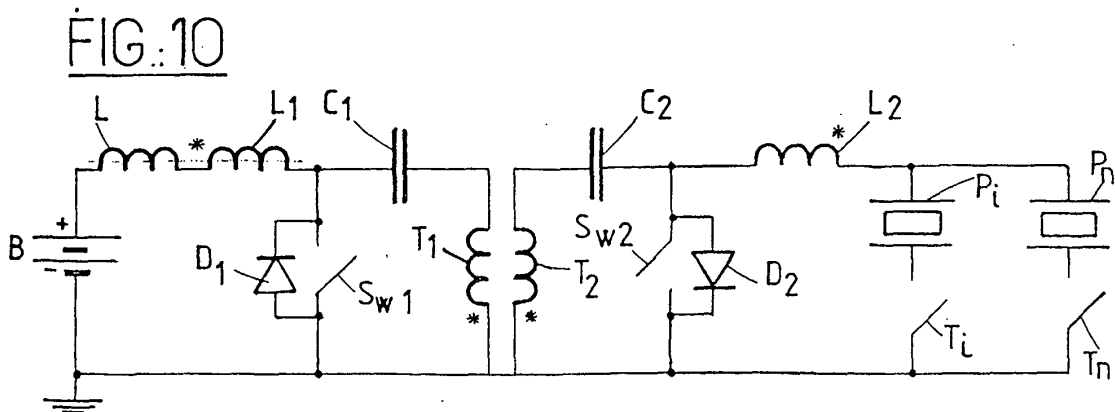 FIG.:10
L
*
L1
C1
C2
L2
*
Pi
Pn
+
B
-
D1
Sw1
T1
T2
*
*
Sw2
D2
Ti
Tn